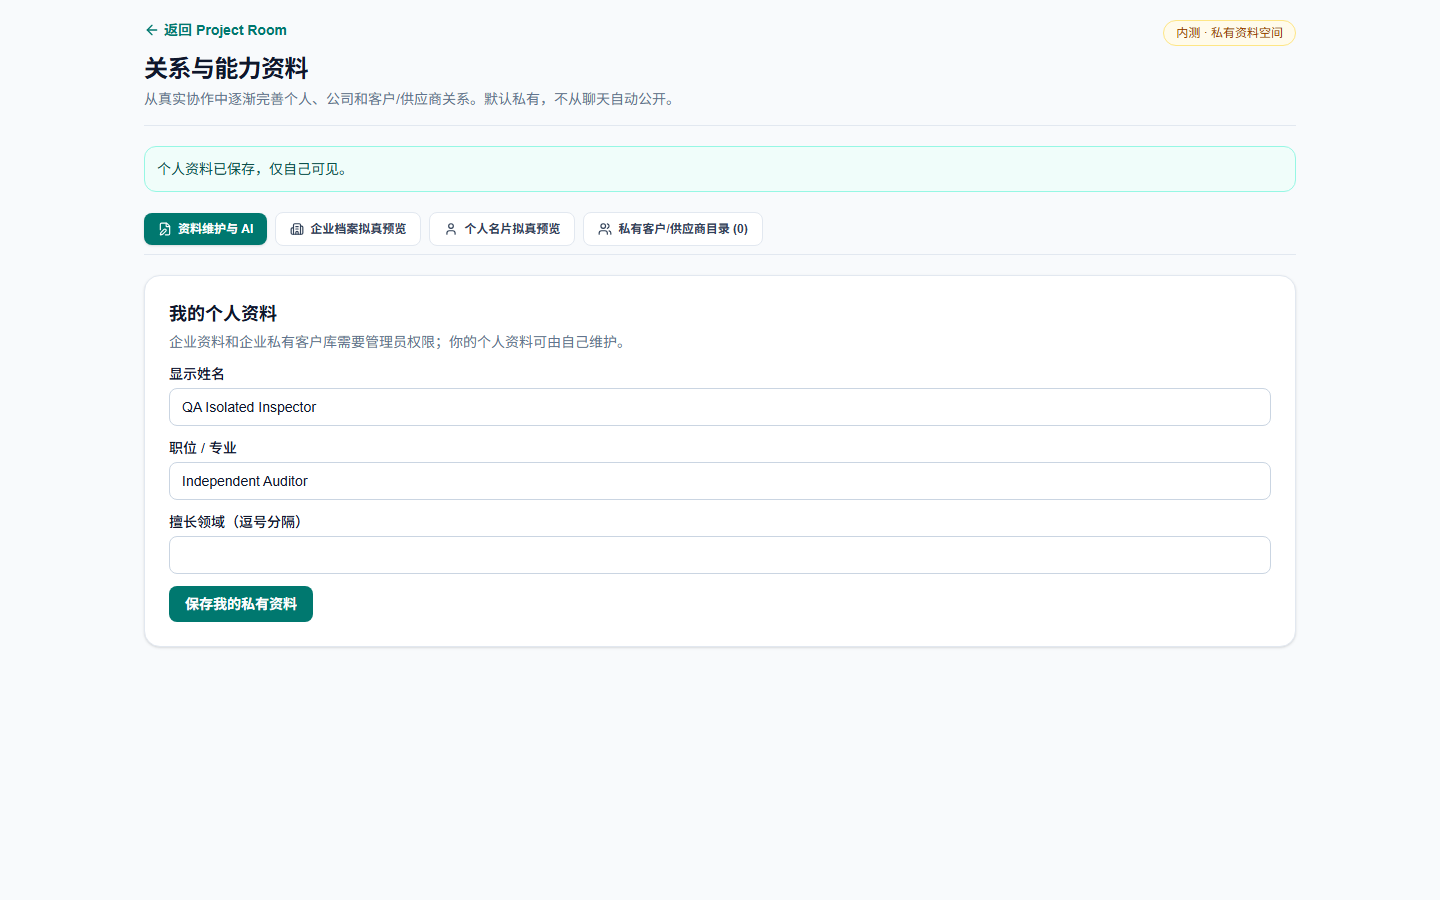 返回 Project Room
内测 · 私有资料空间
关系与能力资料
从真实协作中逐渐完善个人、公司和客户/供应商关系。默认私有，不从聊天自动公开。
个人资料已保存，仅自己可见。
资料维护与 AI
企业档案拟真预览
个人名片拟真预览
私有客户/供应商目录 (0)
我的个人资料
企业资料和企业私有客户库需要管理员权限；你的个人资料可由自己维护。
显示姓名
QA Isolated Inspector
职位 / 专业
Independent Auditor
擅长领域（逗号分隔）
保存我的私有资料